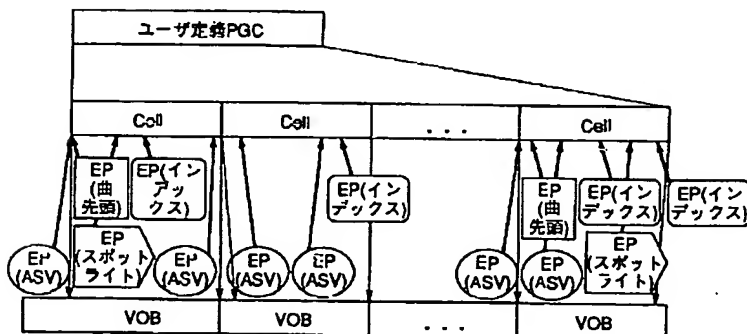 ユーザ定義PGC
Cell
Cell
. . .
Cell
EP
(曲
先頭)
EP(イン
デックス)
EP(イン
デックス)
EP
(曲
先頭)
EP(イン
デックス)
EP(イン
デックス)
EP
(スポット
ライト)
EP
(スポット
ライト)
EP
(ASV)
EP
(ASV)
EP
(ASV)
EP
(ASV)
EP
(ASV)
EP
(ASV)
VOB
VOB
. . .
VOB